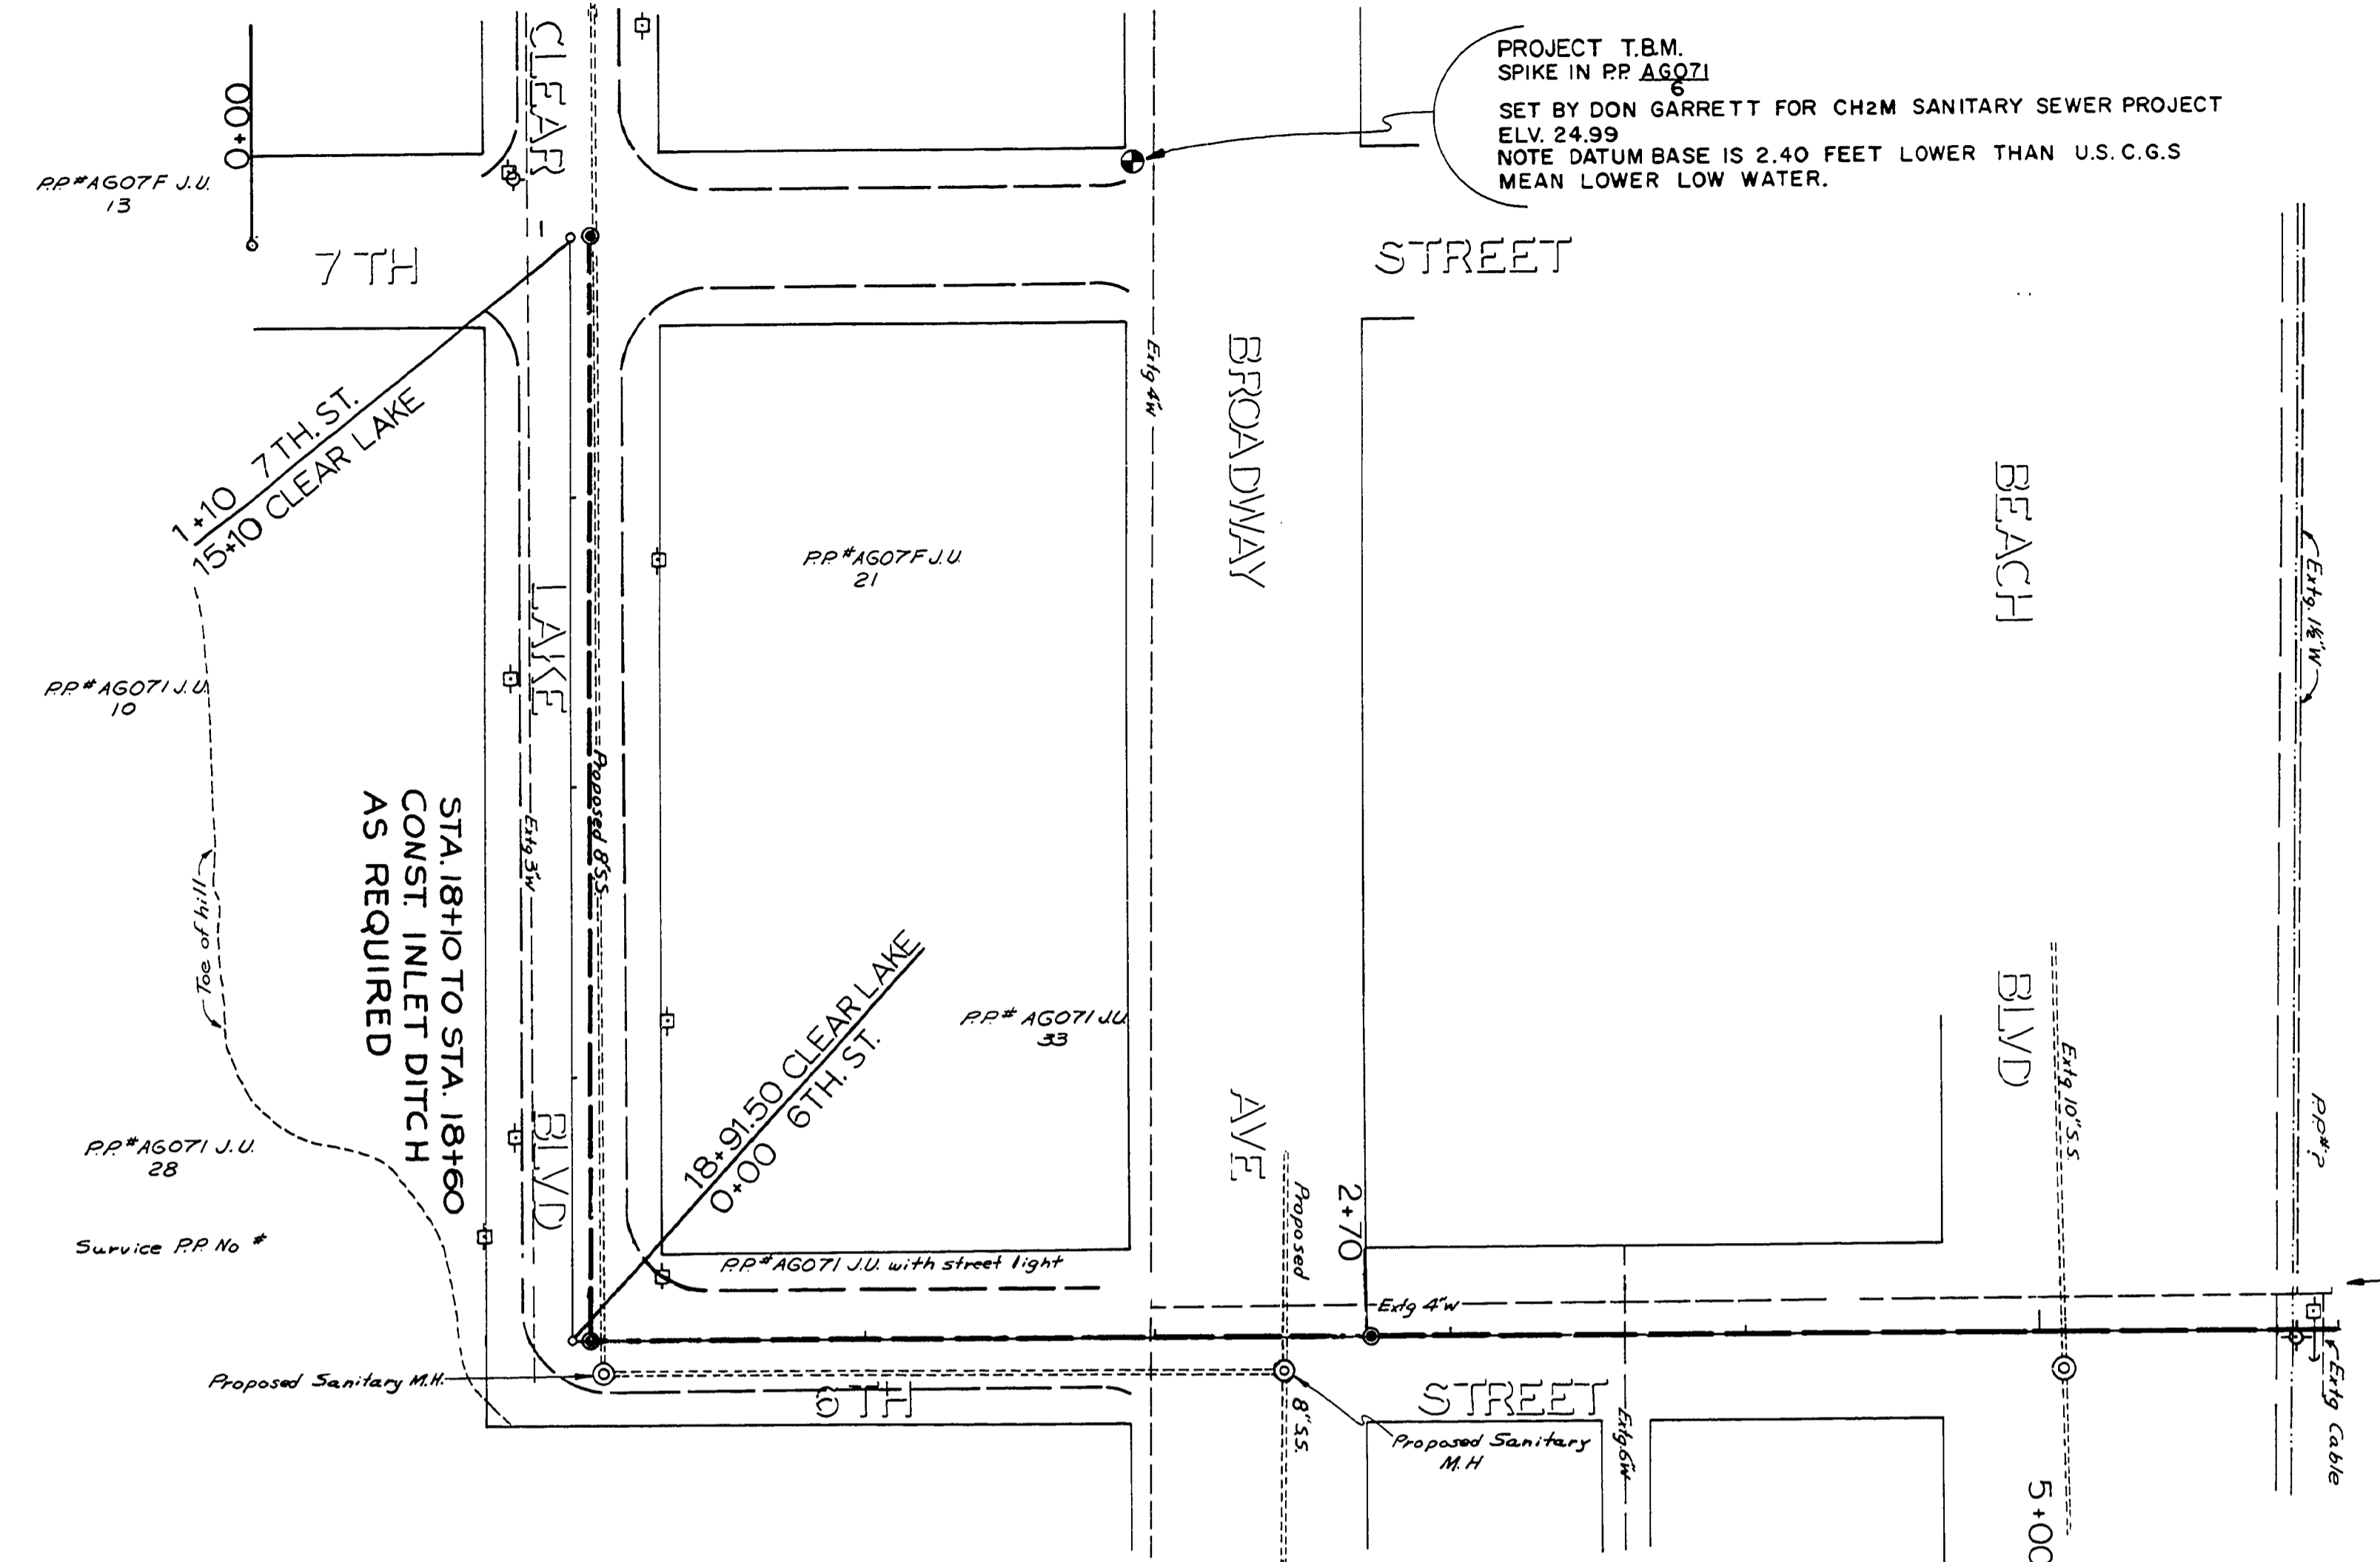 PROJECT T.B.M.
SPIKE IN P.P. AG071
6
SET BY DON GARRETT FOR CH2M SANITARY SEWER PROJECT
ELV. 24.99
NOTE DATUM BASE IS 2.40 FEET LOWER THAN U.S.C.G.S
MEAN LOWER LOW WATER.
0+00
CLEAR
-
LAKE
BLVD
P.P.#AG07F J.U.
13
7TH
STREET
1+10 7TH. ST.
15+10 CLEAR LAKE
Extg 4"W
BROADWAY
AVE
BEACH
BLVD
Extg. 1½"W
P.P.#AG07F J.U.
21
P.P.#AG071 J.U.
10
Proposed 8"S.S.
Extg 3"W
STA. 18+10 TO STA. 18+60
CONST. INLET DITCH
AS REQUIRED
Toe of hill
18+91.50 CLEAR LAKE
0+00 6TH. ST.
P.P.# AG071 J.U.
33
P.P.#AG071 J.U.
28
Survice P.P. No #
P.P.#AG071 J.U. with street light
Proposed
8"S.S.
2+70
Extg 4"W
Extg 10"S.S.
P.P.#?
Proposed Sanitary M.H.
6TH
STREET
Proposed Sanitary
M.H
Extg.6"W
Extg Cable
5+00